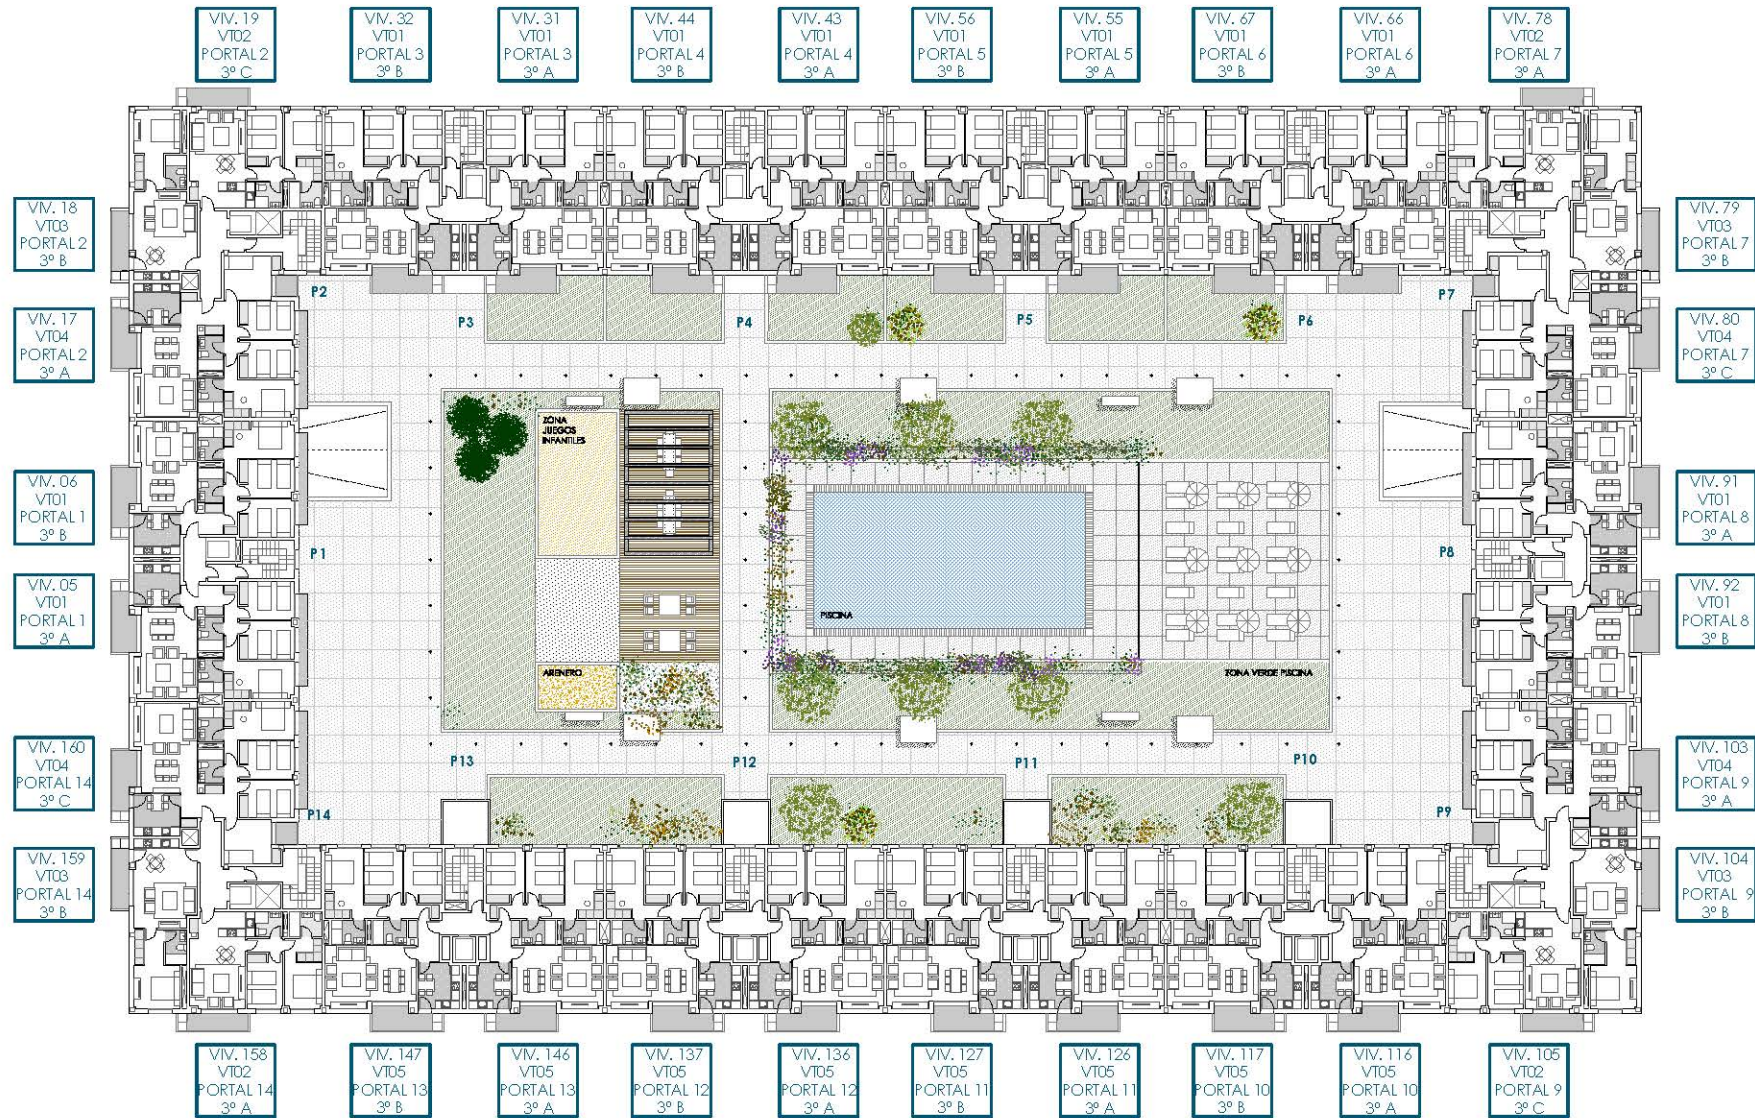 VIV. 19
VT02
PORTAL 2
3º C
VIV. 32
VT01
PORTAL 3
3º B
VIV. 31
VT01
PORTAL 3
3º A
VIV. 44
VT01
PORTAL 4
3º B
VIV. 43
VT01
PORTAL 4
3º A
VIV. 56
VT01
PORTAL 5
3º B
VIV. 55
VT01
PORTAL 5
3º A
VIV. 67
VT01
PORTAL 6
3º B
VIV. 66
VT01
PORTAL 6
3º A
VIV. 78
VT02
PORTAL 7
3º A
VIV. 18
VT03
PORTAL 2
3º B
VIV. 79
VT03
PORTAL 7
3º B
P2
P7
VIV. 17
VT04
PORTAL 2
3º A
P3
P4
P5
P6
VIV. 80
VT04
PORTAL 7
3º C
ZONA
JUEGOS
INFANTILES
VIV. 06
VT01
PORTAL 1
3º B
VIV. 91
VT01
PORTAL 8
3º A
P1
P8
VIV. 05
VT01
PORTAL 1
3º A
PISCINA
VIV. 92
VT01
PORTAL 8
3º B
ARENERO
ZONA VERDE PISCINA
VIV. 160
VT04
PORTAL 14
3º C
P13
P12
P11
P10
VIV. 103
VT04
PORTAL 9
3º A
P14
P9
VIV. 159
VT03
PORTAL 14
3º B
VIV. 104
VT03
PORTAL 9
3º B
VIV. 158
VT02
PORTAL 14
3º A
VIV. 147
VT05
PORTAL 13
3º B
VIV. 146
VT05
PORTAL 13
3º A
VIV. 137
VT05
PORTAL 12
3º B
VIV. 136
VT05
PORTAL 12
3º A
VIV. 127
VT05
PORTAL 11
3º B
VIV. 126
VT05
PORTAL 11
3º A
VIV. 117
VT05
PORTAL 10
3º B
VIV. 116
VT05
PORTAL 10
3º A
VIV. 105
VT02
PORTAL 9
3º C